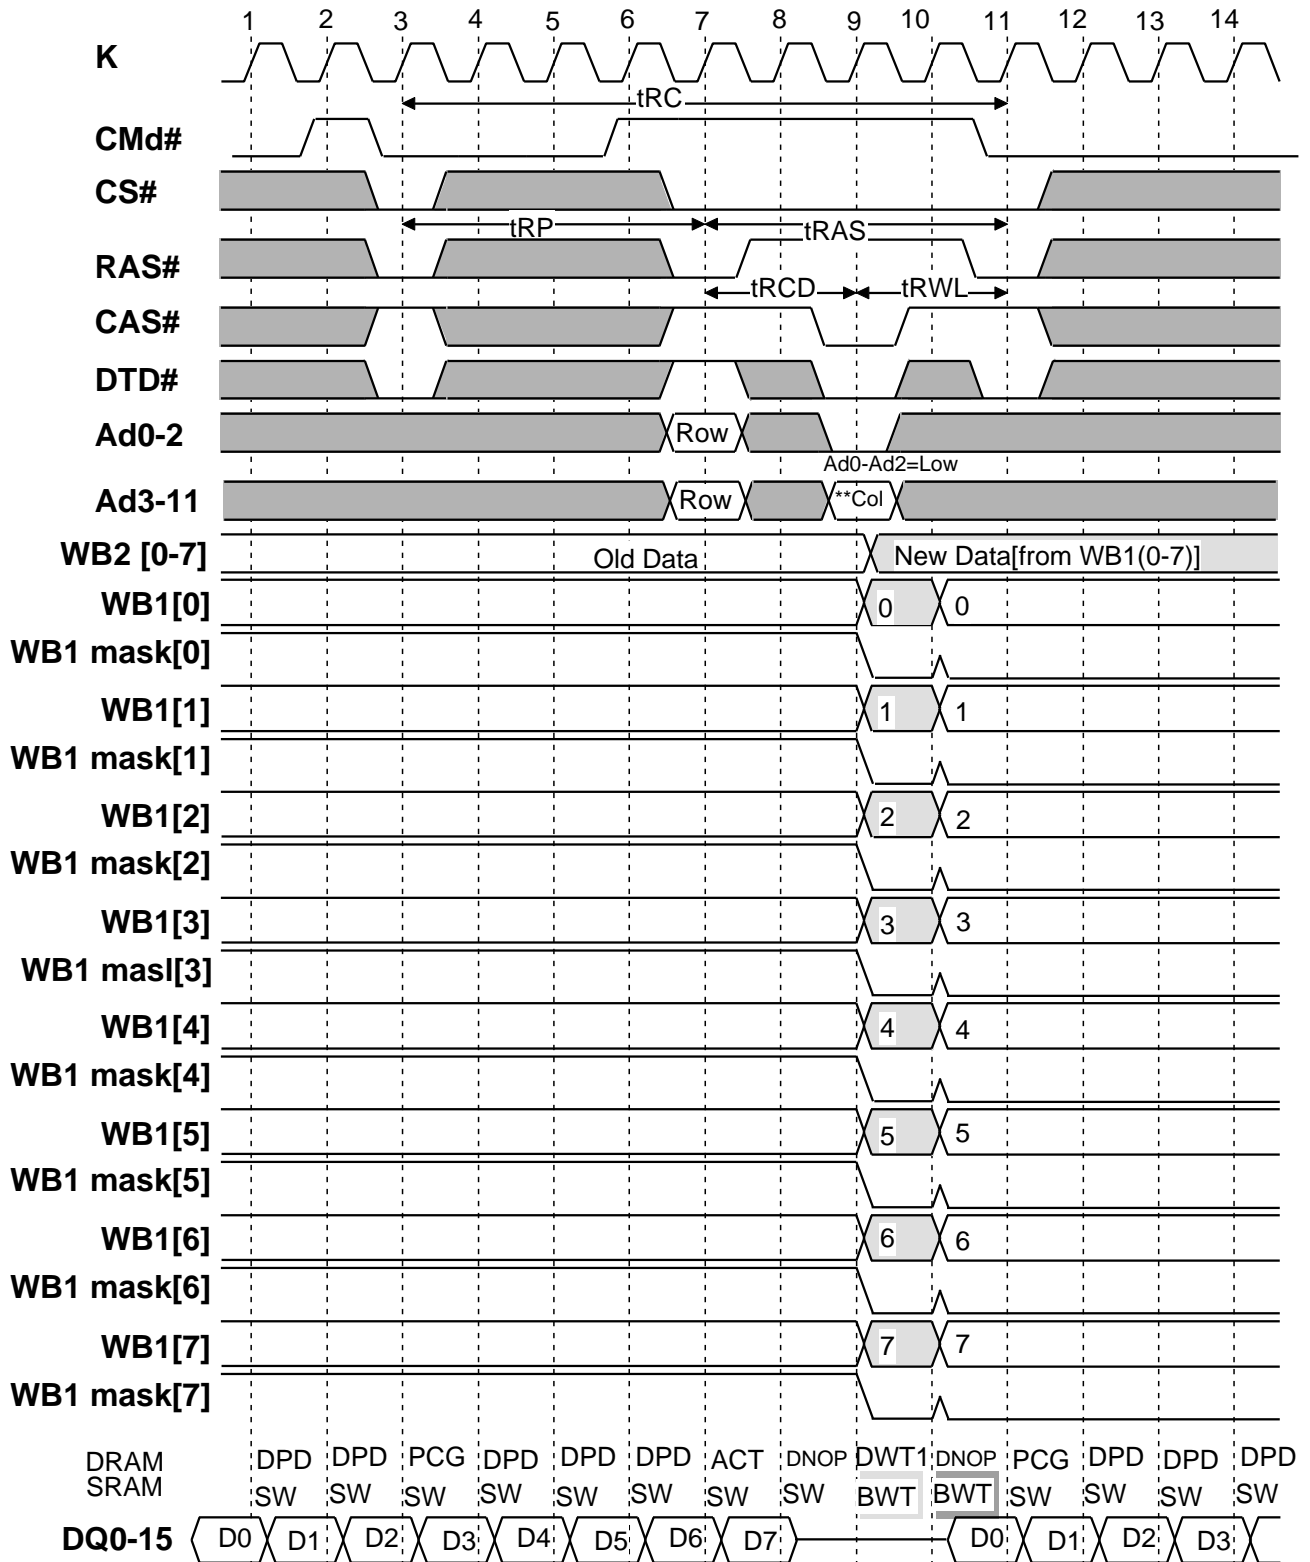 1 2 3 4 5 6 7 8 9 10 11 12 13 14
K
tRC
CMd#
CS#
tRP tRAS
RAS#
tRCD tRWL
CAS#
DTD#
Ad0-2 Row
Ad0-Ad2=Low
Ad3-11 Row **Col
WB2 [0-7] Old Data New Data[from WB1(0-7)]
WB1[0] 0 0
WB1 mask[0]
WB1[1] 1 1
WB1 mask[1]
WB1[2] 2 2
WB1 mask[2]
WB1[3] 3 3
WB1 masl[3]
WB1[4] 4 4
WB1 mask[4]
WB1[5] 5 5
WB1 mask[5]
WB1[6] 6 6
WB1 mask[6]
WB1[7] 7 7
WB1 mask[7]
DRAM DPD DPD PCG DPD DPD DPD ACT DNOP DWT1 DNOP PCG DPD DPD DPD
SRAM SW SW SW SW SW SW SW SW BWT BWT SW SW SW SW
DQ0-15 D0 D1 D2 D3 D4 D5 D6 D7 D0 D1 D2 D3